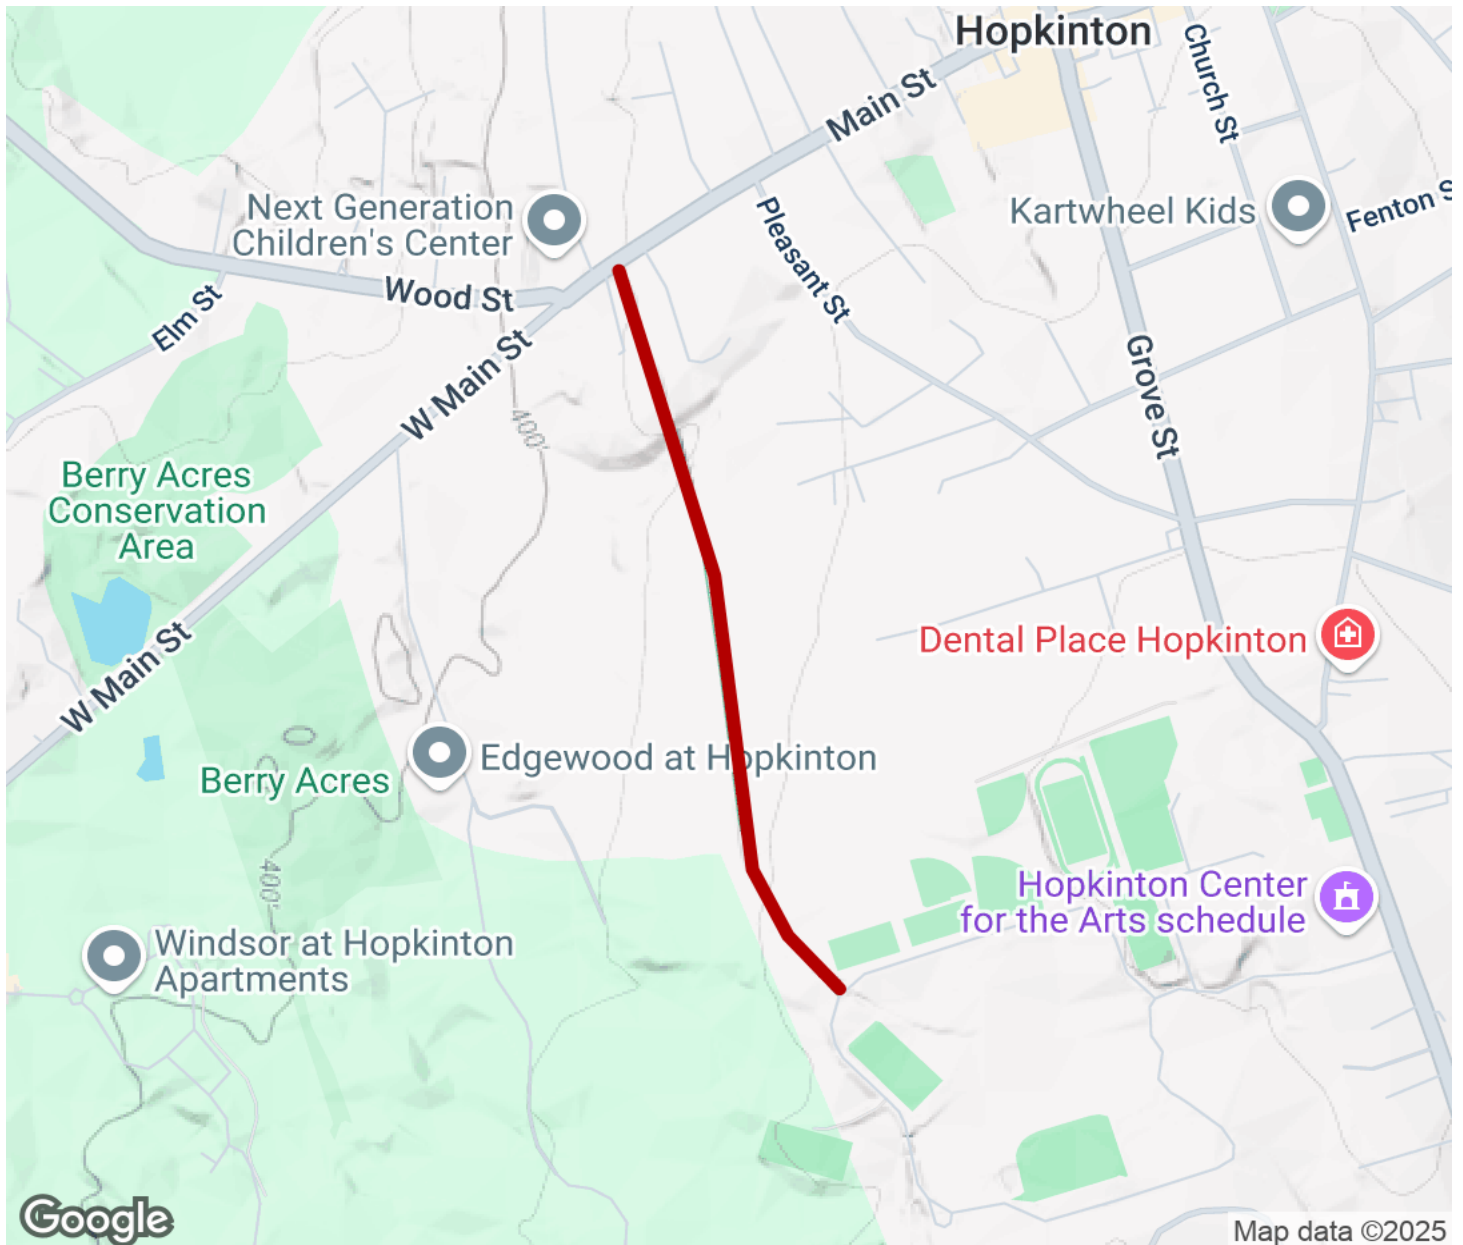 Hopkinton
Church St
Main St
Next Generation
Children's Center
Kartwheel Kids
Fenton S
Pleasant St
Wood St
Elm St
W Main St
Grove St
400'
Berry Acres
Conservation
Area
W Main St
Dental Place Hopkinton
Edgewood at Hopkinton
Berry Acres
400'
Hopkinton Center
for the Arts schedule
Windsor at Hopkinton
Apartments
Google
Map data ©2025